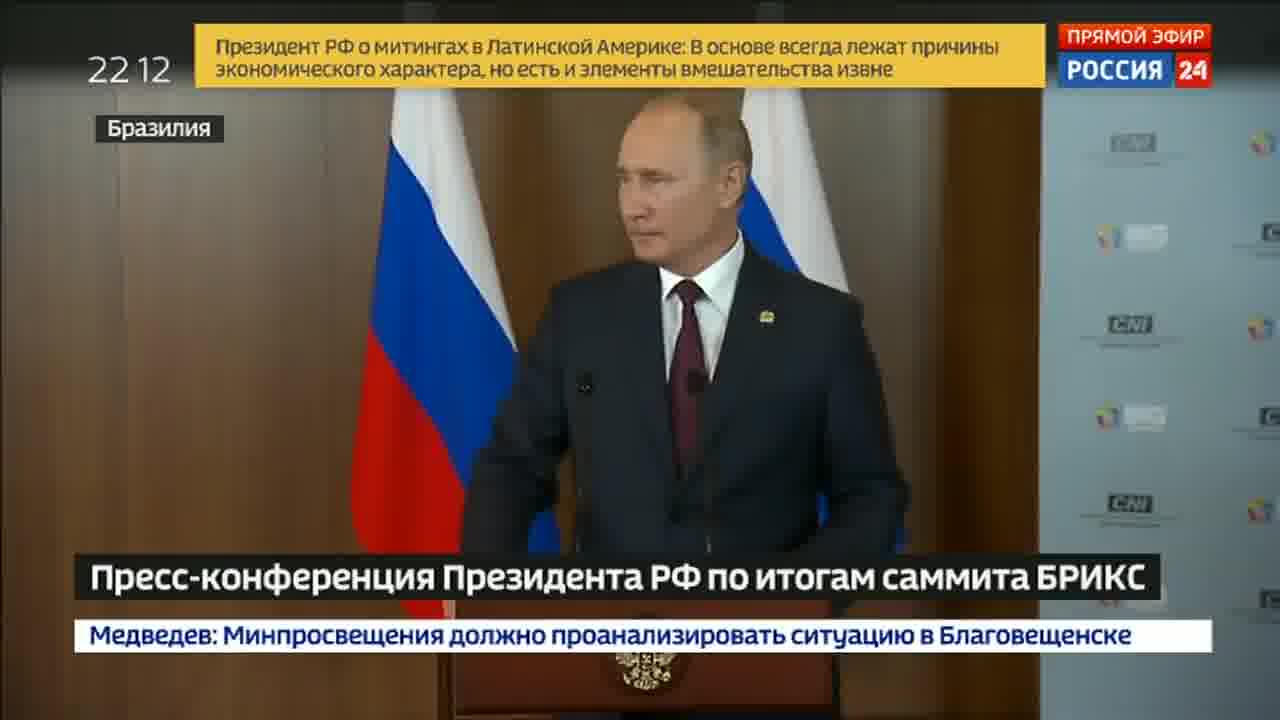 22 12
Президент РФ о митингах в Латинской Америке: В основе всегда лежат причины
экономического характера, но есть и элементы вмешательства извне
ПРЯМОЙ ЭФИР
РОССИЯ 24
Бразилия
CNI
CNI
CNI
Пресс-конференция Президента РФ по итогам саммита БРИКС
Медведев: Минпросвещения должно проанализировать ситуацию в Благовещенске